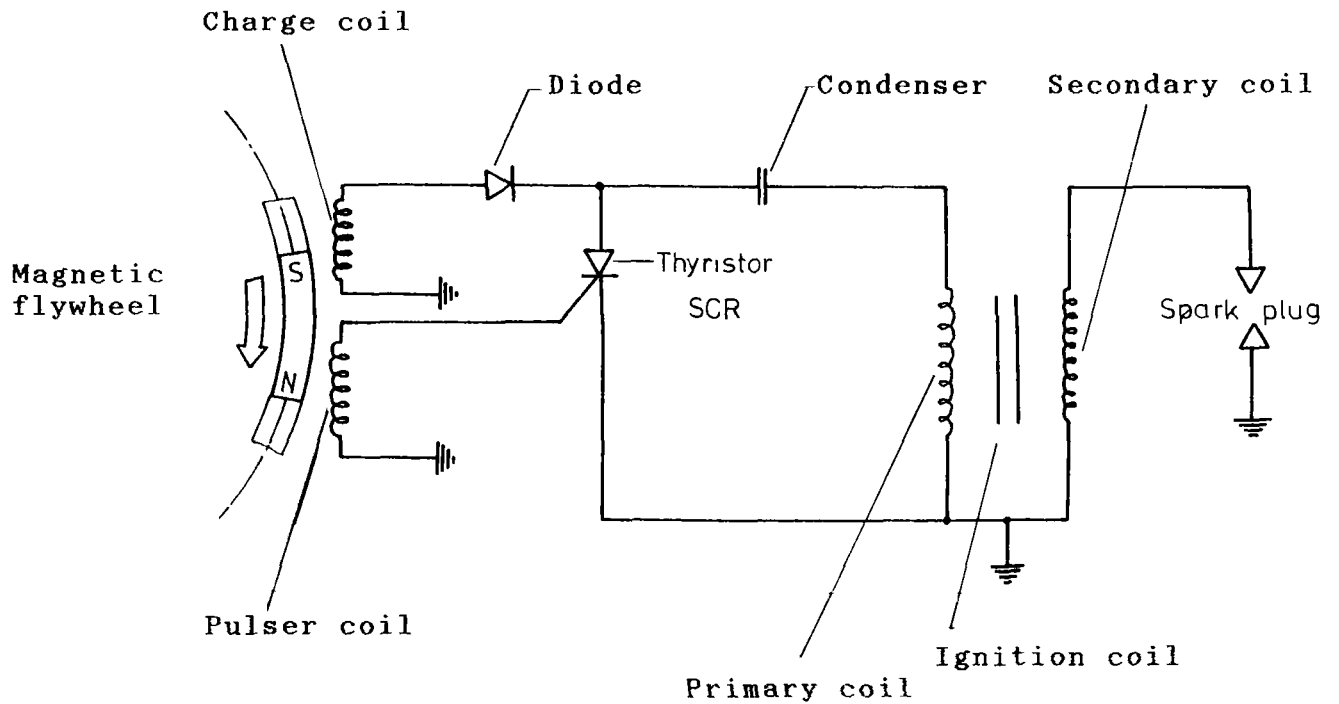 Charge coil
Diode
Condenser
Secondary coil
Magnetic
flywheel
S
N
Thyristor
SCR
Spark plug
Pulser coil
Ignition coil
Primary coil